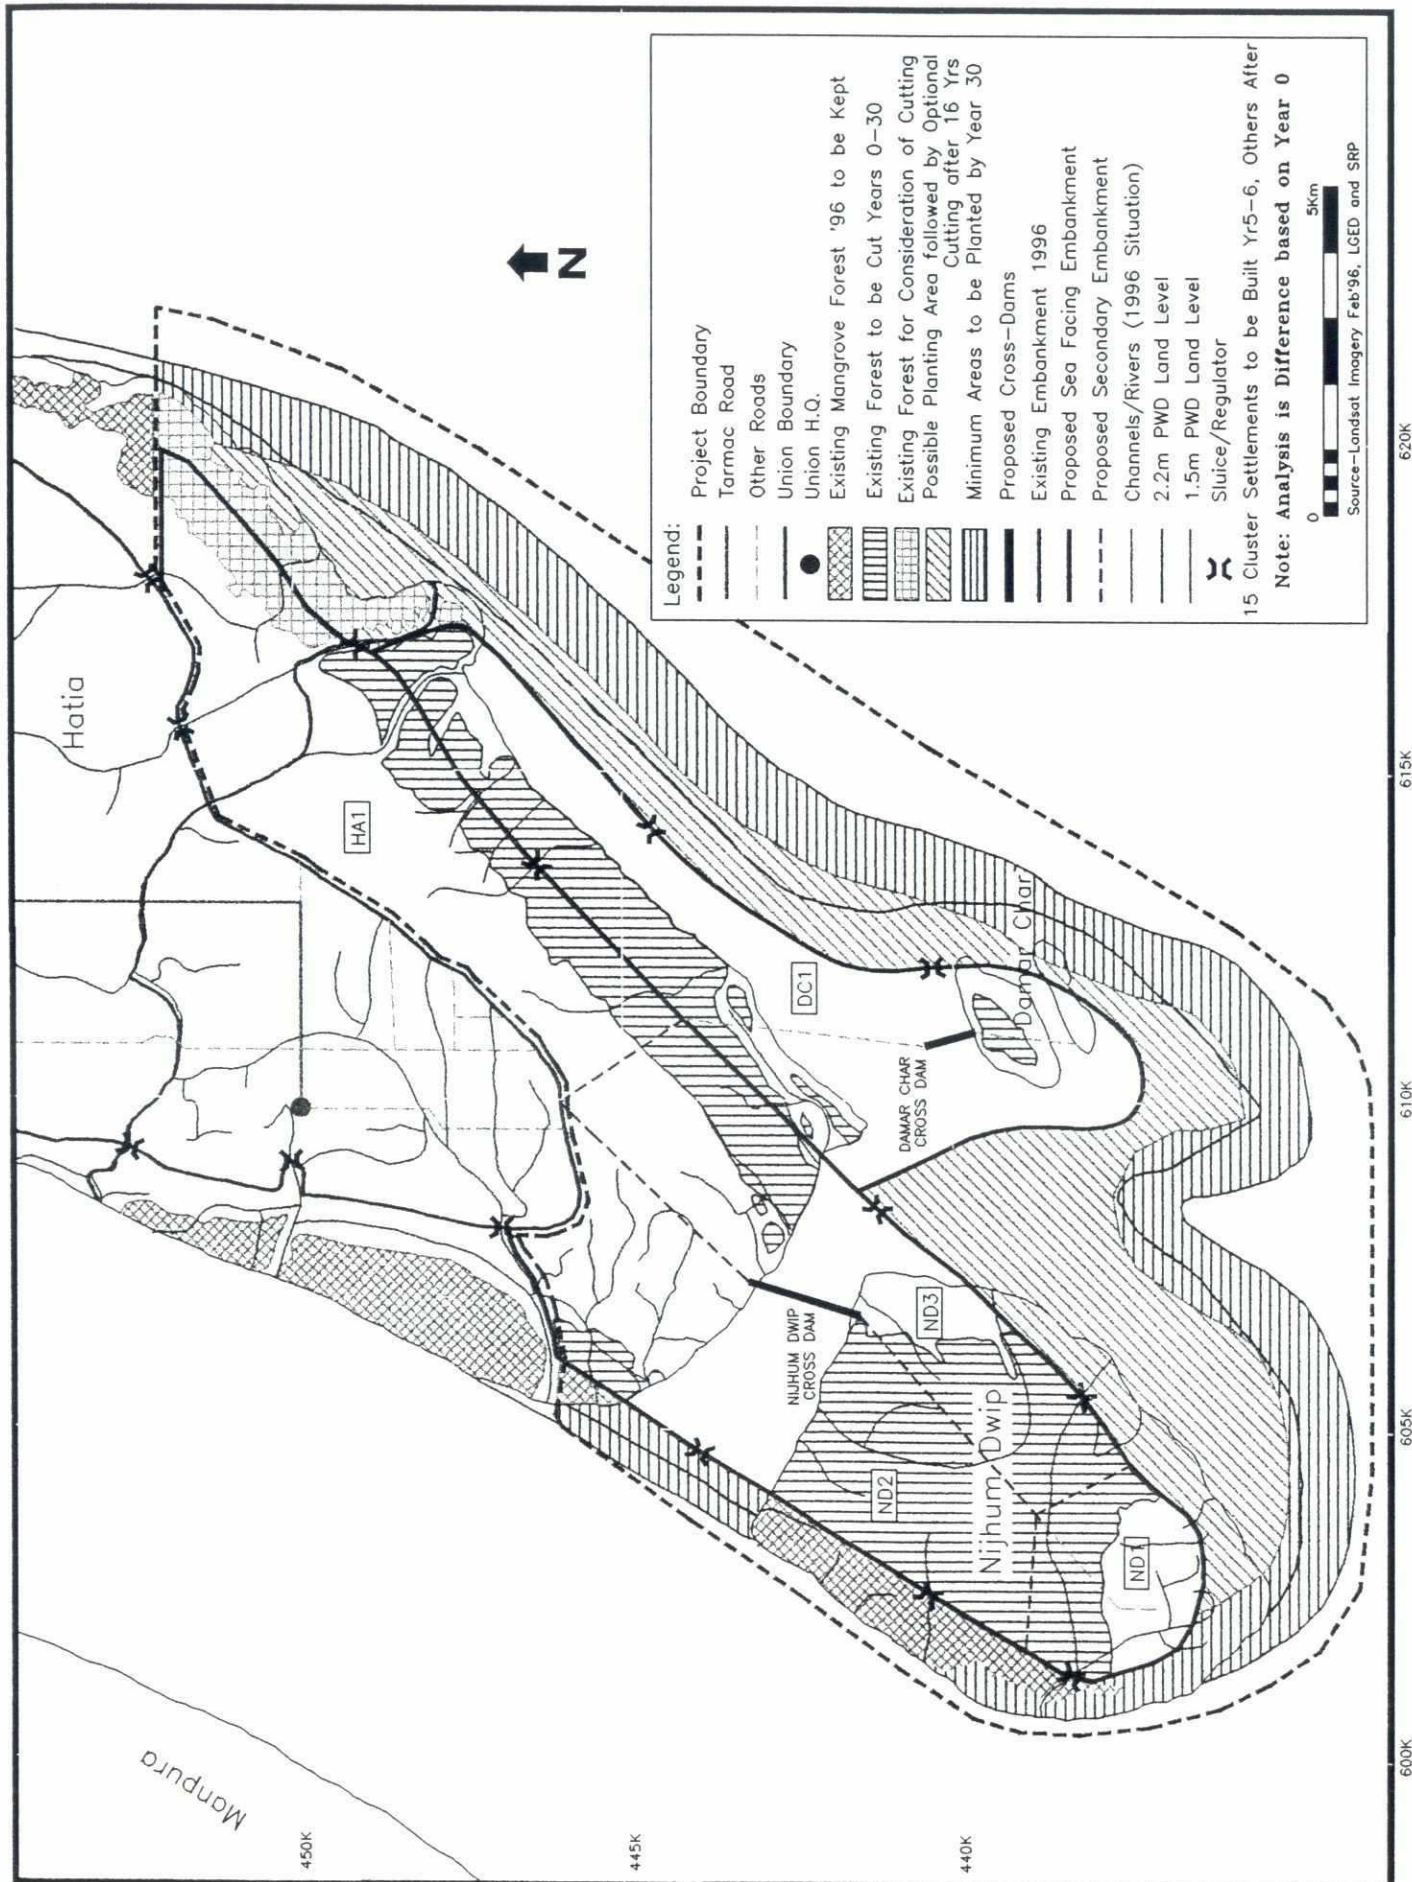 Legend:
Project Boundary
Tarmac Road
Other Roads
Union Boundary
Union H.Q.
Existing Mangrove Forest '96 to be Kept
Existing Forest to be Cut Years 0-30
Existing Forest for Consideration of Cutting
Possible Planting Area followed by Optional
Cutting after 16 Yrs
Minimum Areas to be Planted by Year 30
Proposed Cross-Dams
Existing Embankment 1996
Proposed Sea Facing Embankment
Proposed Secondary Embankment
Channels/Rivers (1996 Situation)
2.2m PWD Land Level
1.5m PWD Land Level
Sluice/Regulator
15 Cluster Settlements to be Built Yr5-6, Others After
Note: Analysis is Difference based on Year 0
0
5Km
Source-Landsat Imagery Feb'96, LGED and SRP
N
Hatia
HA1
DC1
Damar Char
DAMAR CHAR
CROSS DAM
NIJHUM DWIP
CROSS DAM
ND3
ND2
Nijhum Dwip
ND1
Manpura
450K
445K
440K
600K
605K
610K
615K
620K